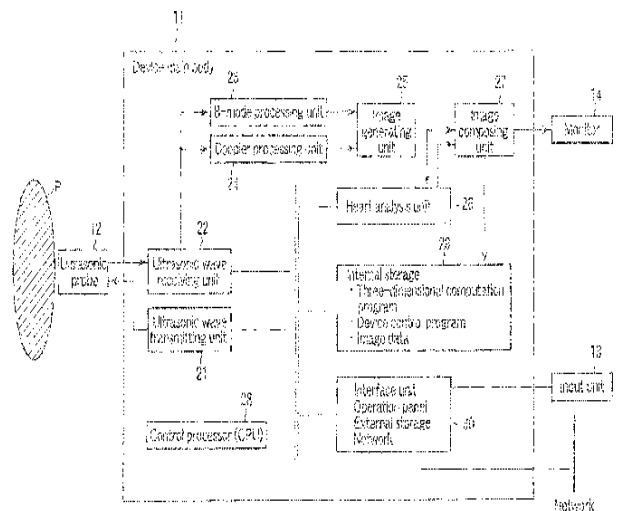 11
Device main body
23
B-mode processing unit
25
Image generating unit
27
Image composing unit
14
Monitor
Doppler processing unit
24
Heart analysis unit
26
P
12
Ultrasonic probe
22
Ultrasonic wave receiving unit
Internal storage
· Three-dimensional computation program
· Device control program
· Image data
Ultrasonic wave transmitting unit
21
13
Input unit
Interface unit
Operation panel
External storage
Network
30
28
Control processor (CPU)
Network